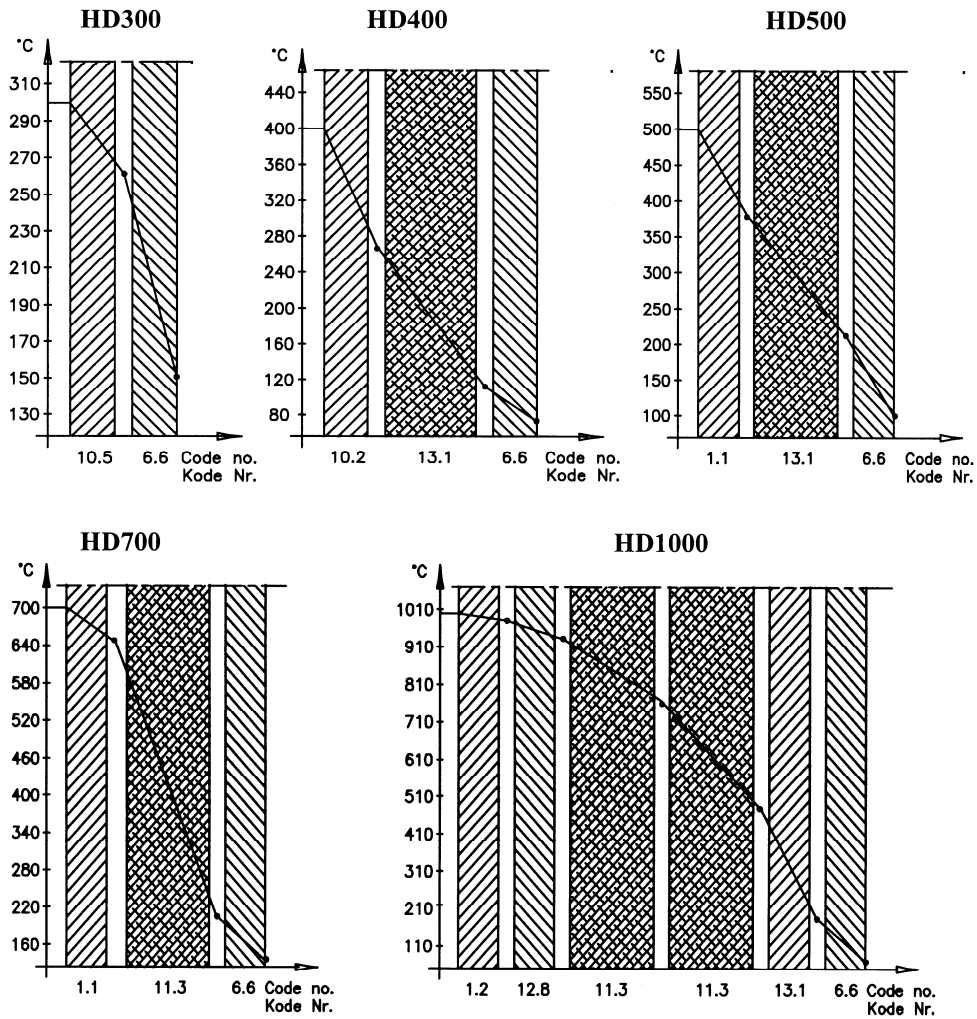 HD300
°C
310
290
270
250
230
210
190
170
150
130
10.5 6.6 Code no.
Kode Nr.
HD400
°C
440
400
360
320
280
240
200
160
120
80
10.2 13.1 6.6 Code no.
Kode Nr.
HD500
°C
550
500
450
400
350
300
250
200
150
100
1.1 13.1 6.6 Code no.
Kode Nr.
HD700
°C
700
640
580
520
460
400
340
280
220
160
1.1 11.3 6.6 Code no.
Kode Nr.
HD1000
°C
1010
910
810
710
610
510
410
310
210
110
1.2 12.8 11.3 11.3 13.1 6.6 Code no.
Kode Nr.